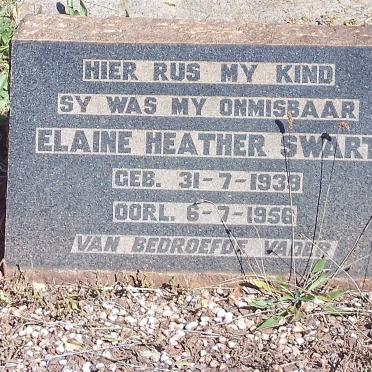 HIER RUS MY KIND
SY WAS MY ONMISBAAR
ELAINE HEATHER SWART
GEB. 31-7-1939
OORL. 6-7-1956
VAN BEDROEFDE VADER